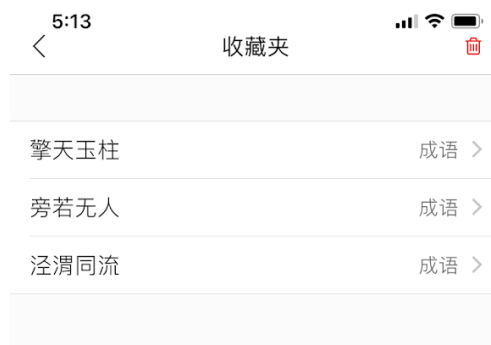 5:13
收藏夹
擎天玉柱 成语
旁若无人 成语
泾渭同流 成语